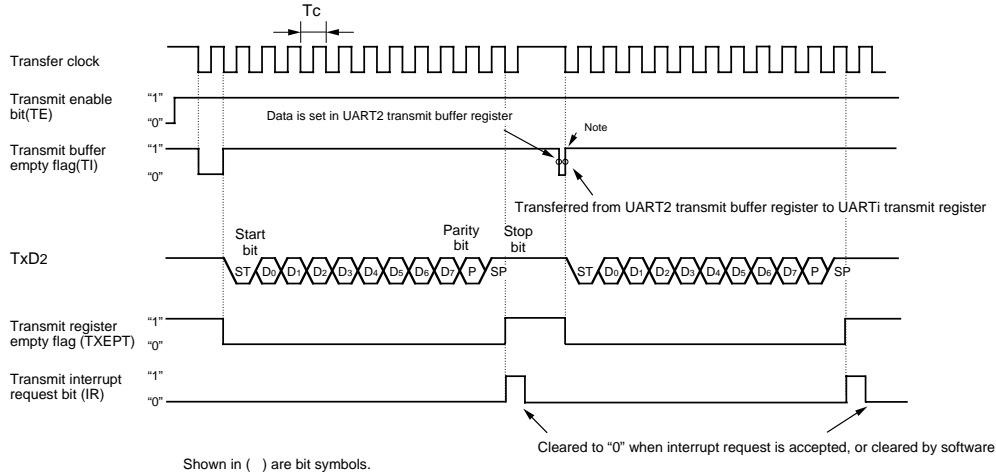 Tc
Transfer clock
Transmit enable
bit(TE)
“1”
“0”
Data is set in UART2 transmit buffer register
Note
Transmit buffer
empty flag(TI)
“1”
“0”
Transferred from UART2 transmit buffer register to UARTi transmit register
Start
bit
Parity
bit
Stop
bit
TxD2
ST D0 D1 D2 D3 D4 D5 D6 D7 P SP
ST D0 D1 D2 D3 D4 D5 D6 D7 P SP
Transmit register
empty flag (TXEPT)
“1”
“0”
Transmit interrupt
request bit (IR)
“1”
“0”
Cleared to “0” when interrupt request is accepted, or cleared by software
Shown in ( ) are bit symbols.